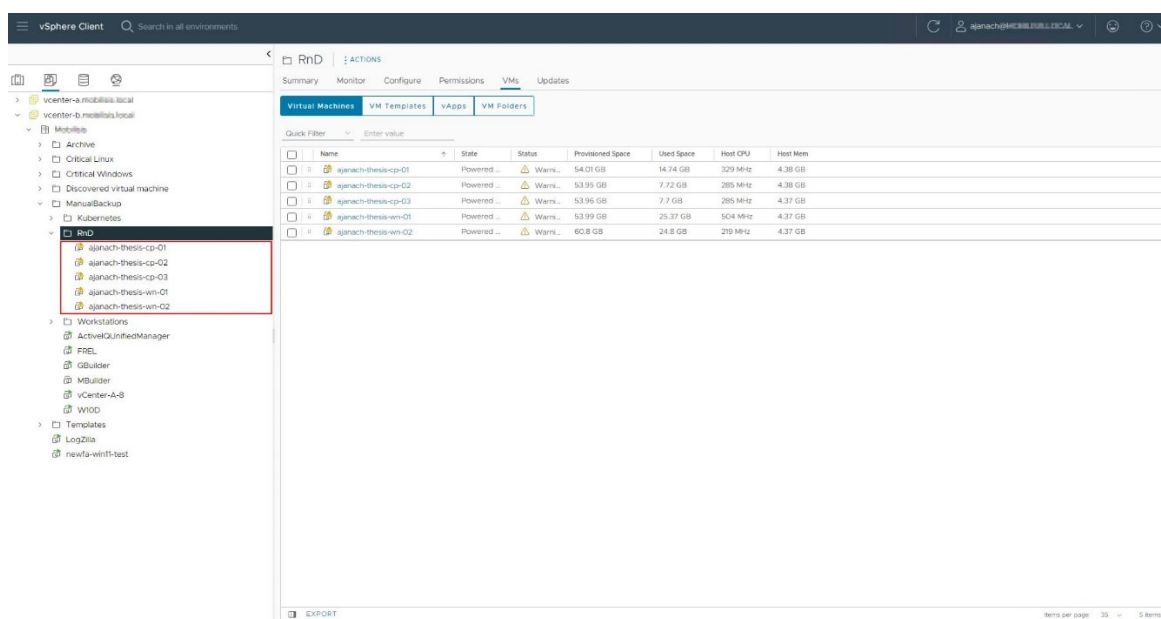 vSphere Client Search in all environments ajanach@MOBILISIS.LOCAL
RnD ACTIONS
Summary Monitor Configure Permissions VMs Updates
Virtual Machines VM Templates vApps VM Folders
Quick Filter Enter value
Name State Status Provisioned Space Used Space Host CPU Host Mem
ajanach-thesis-cp-01 Powered ... Warni... 54.01 GB 14.74 GB 329 MHz 4.38 GB
ajanach-thesis-cp-02 Powered ... Warni... 53.95 GB 7.72 GB 285 MHz 4.38 GB
ajanach-thesis-cp-03 Powered ... Warni... 53.96 GB 7.7 GB 285 MHz 4.37 GB
ajanach-thesis-wn-01 Powered ... Warni... 53.99 GB 25.37 GB 504 MHz 4.37 GB
ajanach-thesis-wn-02 Powered ... Warni... 60.8 GB 24.8 GB 219 MHz 4.37 GB
vcenter-a.mobilisis.local
vcenter-b.mobilisis.local
Mobilisis
Archive
Critical Linux
Crtitical Windows
Discovered virtual machine
ManualBackup
Kubernetes
RnD
ajanach-thesis-cp-01
ajanach-thesis-cp-02
ajanach-thesis-cp-03
ajanach-thesis-wn-01
ajanach-thesis-wn-02
Workstations
ActiveIQUnifiedManager
FREL
GBuilder
MBuilder
vCenter-A-8
W10D
Templates
LogZilla
newfa-win11-test
EXPORT
Items per page 35 5 items